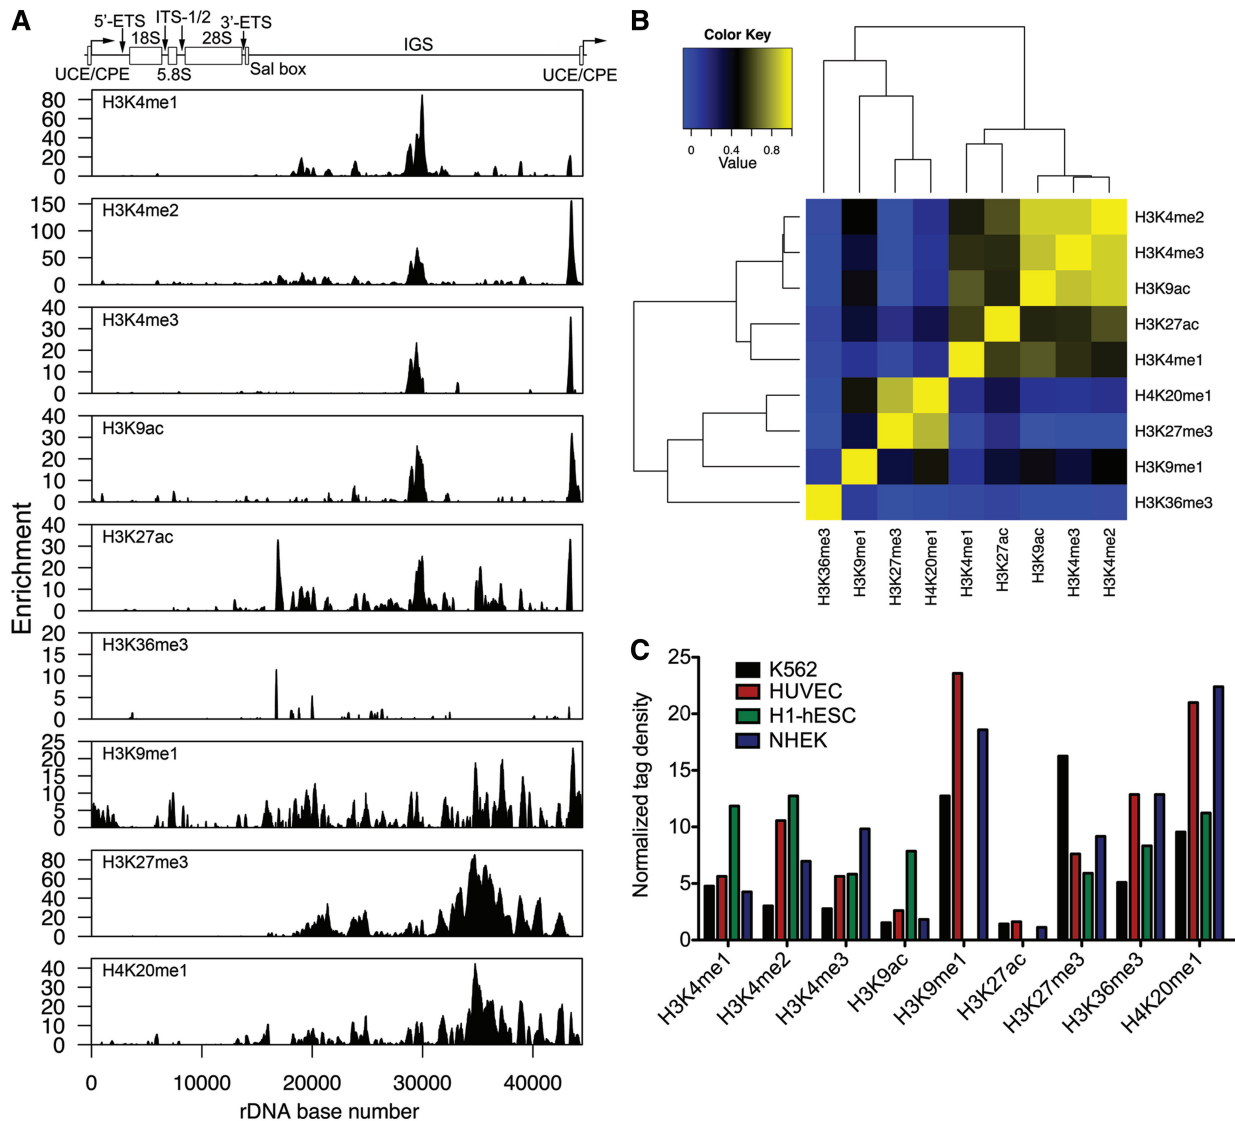 A
5'-ETS
ITS-1/2
3'-ETS
18S
28S
IGS
UCE/CPE
5.8S
Sal box
UCE/CPE
Enrichment
H3K4me1
80
60
40
20
0
H3K4me2
150
100
50
0
H3K4me3
40
30
20
10
0
H3K9ac
40
30
20
10
0
H3K27ac
40
30
20
10
0
H3K36me3
20
15
10
5
0
H3K9me1
25
20
15
10
5
0
H3K27me3
80
60
40
20
0
H4K20me1
40
30
20
10
0
0 10000 20000 30000 40000
rDNA base number
B
Color Key
0 0.4 0.8
Value
H3K4me2
H3K4me3
H3K9ac
H3K27ac
H3K4me1
H4K20me1
H3K27me3
H3K9me1
H3K36me3
H3K36me3
H3K9me1
H3K27me3
H4K20me1
H3K4me1
H3K27ac
H3K9ac
H3K4me3
H3K4me2
C
Normalized tag density
25
20
15
10
5
0
K562
HUVEC
H1-hESC
NHEK
H3K4me1
H3K4me2
H3K4me3
H3K9ac
H3K9me1
H3K27ac
H3K27me3
H3K36me3
H4K20me1